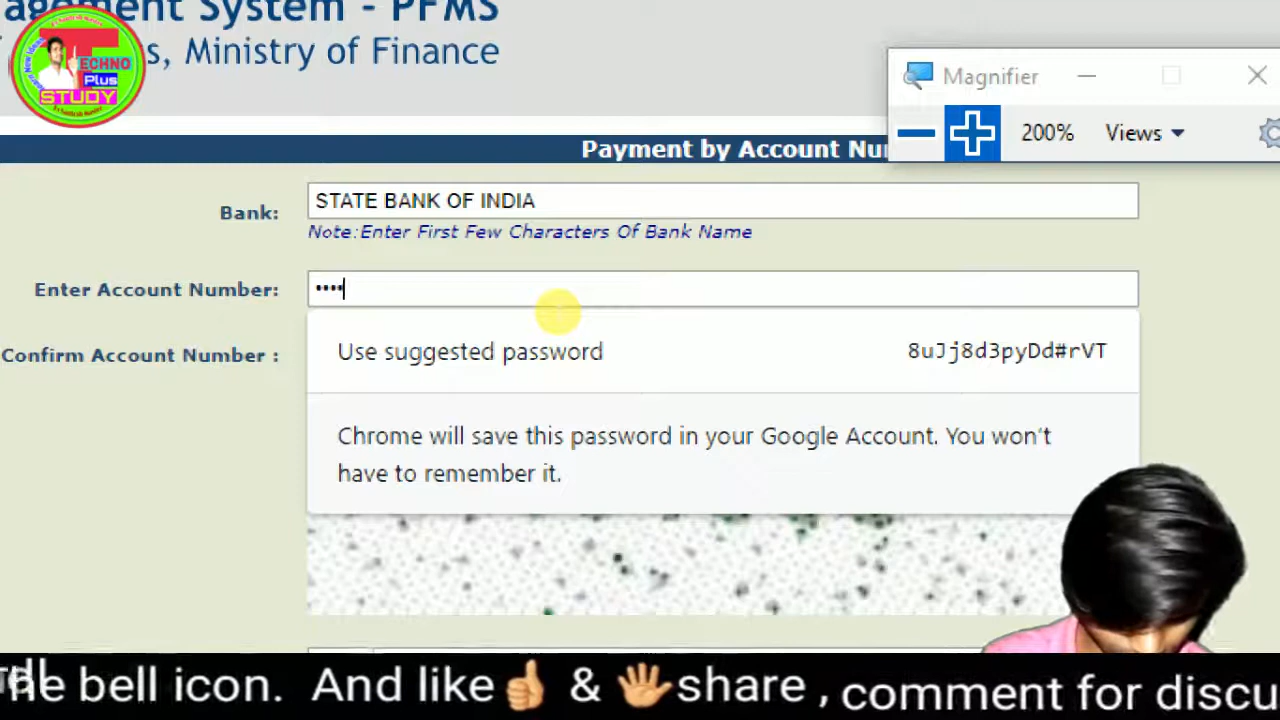 agement System - PFMS
s, Ministry of Finance
TECHNO
Plus
STUDY
Magnifier
200% Views
Payment by Account Nu
Bank: STATE BANK OF INDIA
Note:Enter First Few Characters Of Bank Name
Enter Account Number: ••••
Confirm Account Number :
Use suggested password 8uJj8d3pyDd#rVT
Chrome will save this password in your Google Account. You won't
have to remember it.
the bell icon. And like👍 & 👋share , comment for discu